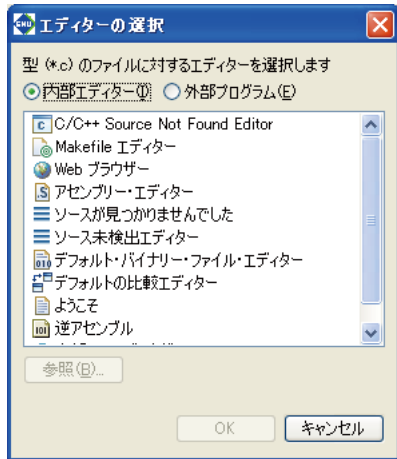 GNU エディターの選択
型 (*.c) のファイルに対するエディターを選択します
内部エディター(I) 外部プログラム(E)
C/C++ Source Not Found Editor
Makefile エディター
Web ブラウザー
アセンブリー・エディター
ソースが見つかりませんでした
ソース未検出エディター
デフォルト・バイナリー・ファイル・エディター
デフォルトの比較エディター
ようこそ
逆アセンブル
参照(B)...
OK キャンセル